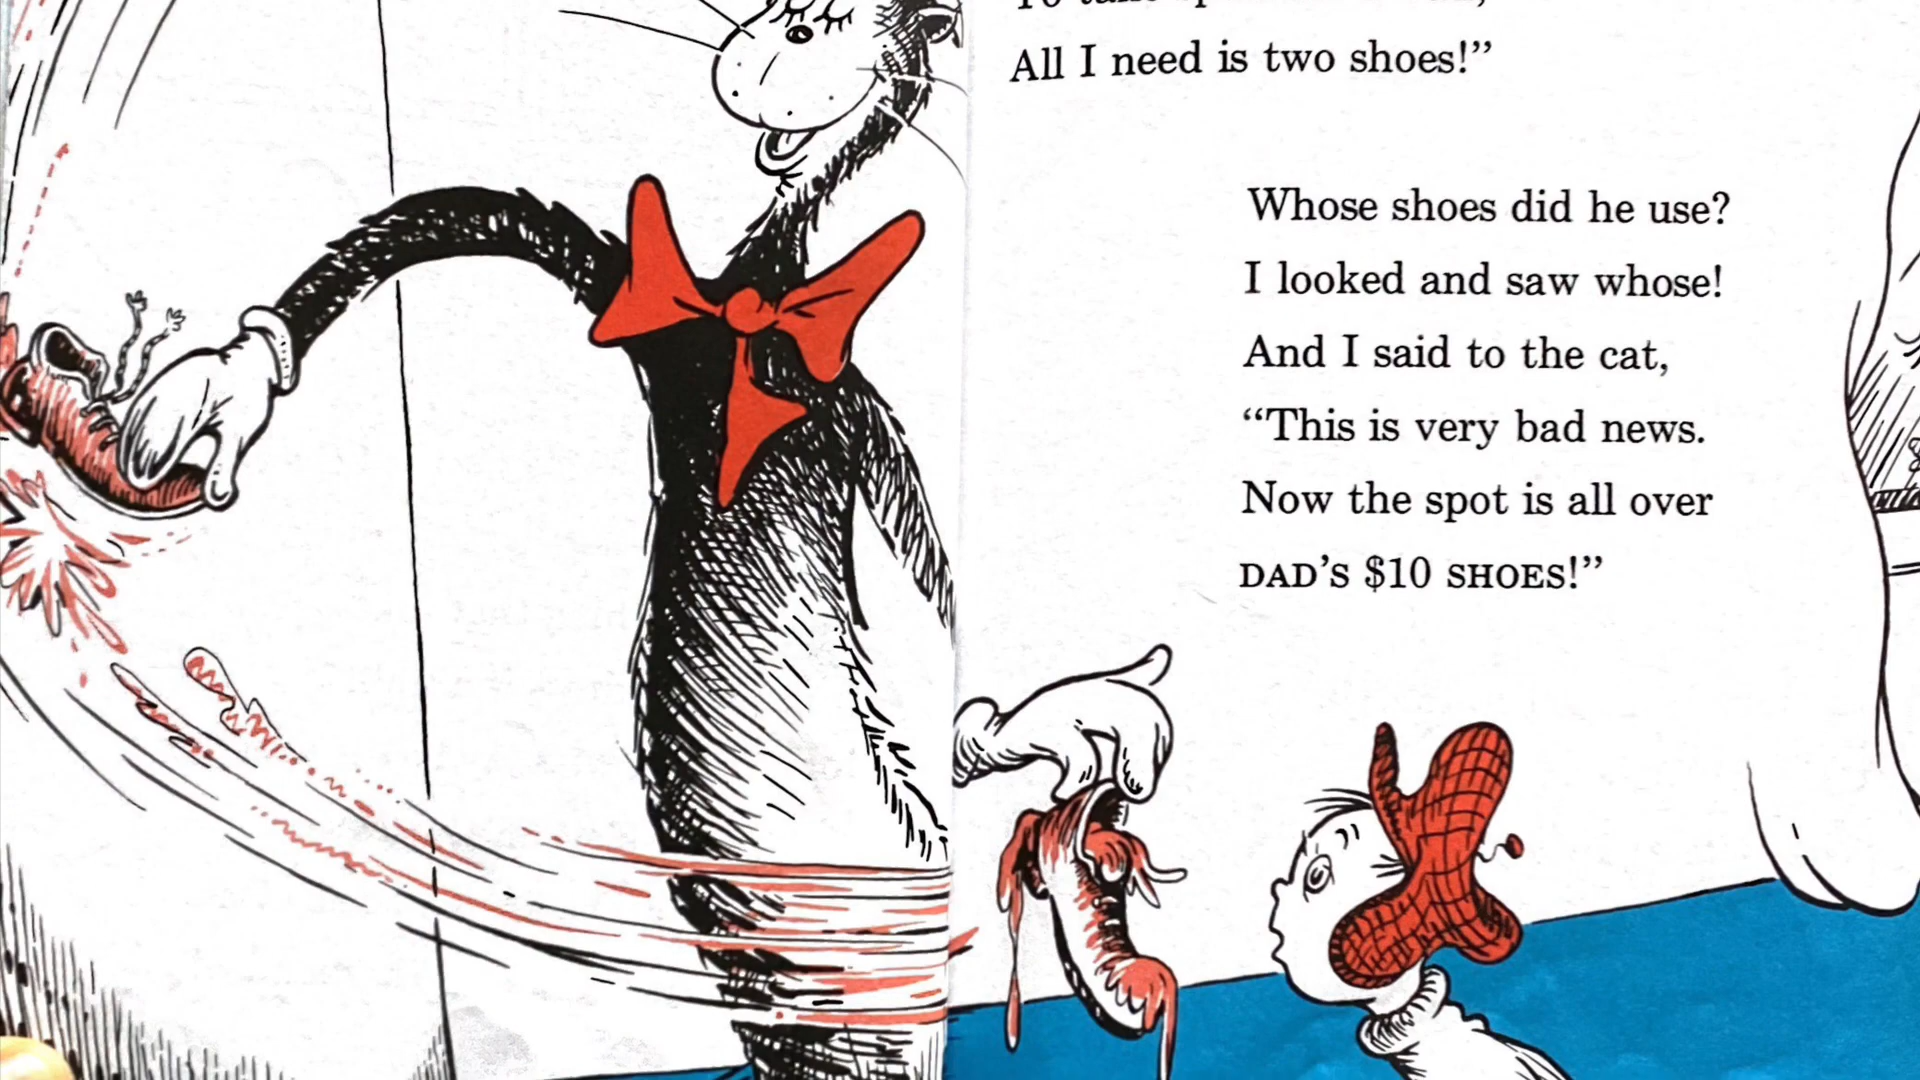 All I need is two shoes!”
Whose shoes did he use?
I looked and saw whose!
And I said to the cat,
“This is very bad news.
Now the spot is all over
DAD’S $10 SHOES!”